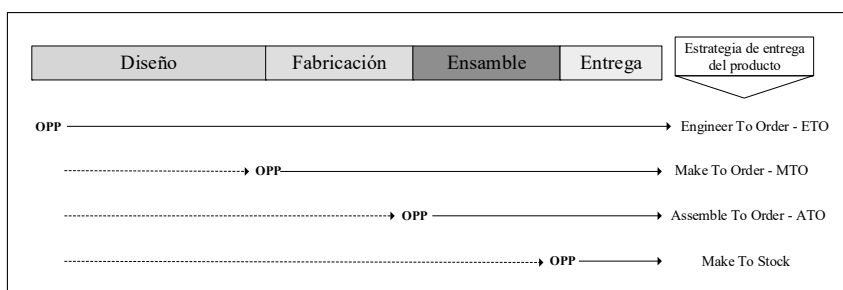 Diseño Fabricación Ensamble Entrega
Estrategia de entrega
del producto
OPP Engineer To Order - ETO
OPP Make To Order - MTO
OPP Assemble To Order - ATO
OPP Make To Stock